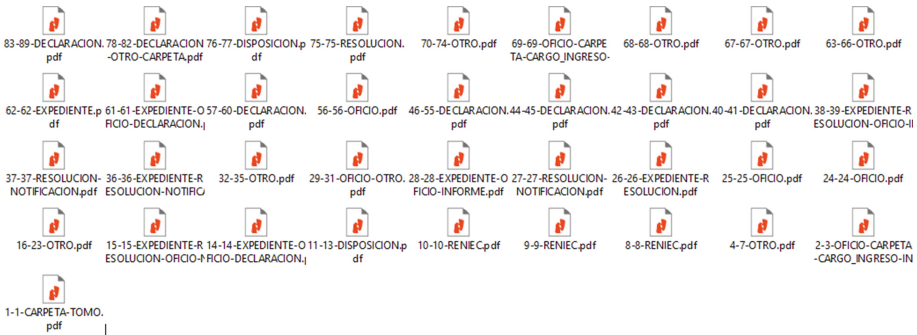 83-89-DECLARACION.
pdf
78-82-DECLARACION
-OTRO-CARPETA.pdf
76-77-DISPOSICION.p
df
75-75-RESOLUCION.
pdf
70-74-OTRO.pdf
69-69-OFICIO-CARPE
TA-CARGO_INGRESO-
68-68-OTRO.pdf
67-67-OTRO.pdf
63-66-OTRO.pdf
62-62-EXPEDIENTE.p
df
61-61-EXPEDIENTE-O
FICIO-DECLARACION.p
57-60-DECLARACION.
pdf
56-56-OFICIO.pdf
46-55-DECLARACION.
pdf
44-45-DECLARACION.
pdf
42-43-DECLARACION.
pdf
40-41-DECLARACION.
pdf
38-39-EXPEDIENTE-R
ESOLUCION-OFICIO-I
37-37-RESOLUCION-
NOTIFICACION.pdf
36-36-EXPEDIENTE-R
ESOLUCION-NOTIFICA
32-35-OTRO.pdf
29-31-OFICIO-OTRO.
pdf
28-28-EXPEDIENTE-O
FICIO-INFORME.pdf
27-27-RESOLUCION-
NOTIFICACION.pdf
26-26-EXPEDIENTE-R
ESOLUCION.pdf
25-25-OFICIO.pdf
24-24-OFICIO.pdf
16-23-OTRO.pdf
15-15-EXPEDIENTE-R
ESOLUCION-OFICIO-N
14-14-EXPEDIENTE-O
FICIO-DECLARACION.p
11-13-DISPOSICION.p
df
10-10-RENIEC.pdf
9-9-RENIEC.pdf
8-8-RENIEC.pdf
4-7-OTRO.pdf
2-3-OFICIO-CARPETA
-CARGO_INGRESO-IN
1-1-CARPETA-TOMO.
pdf